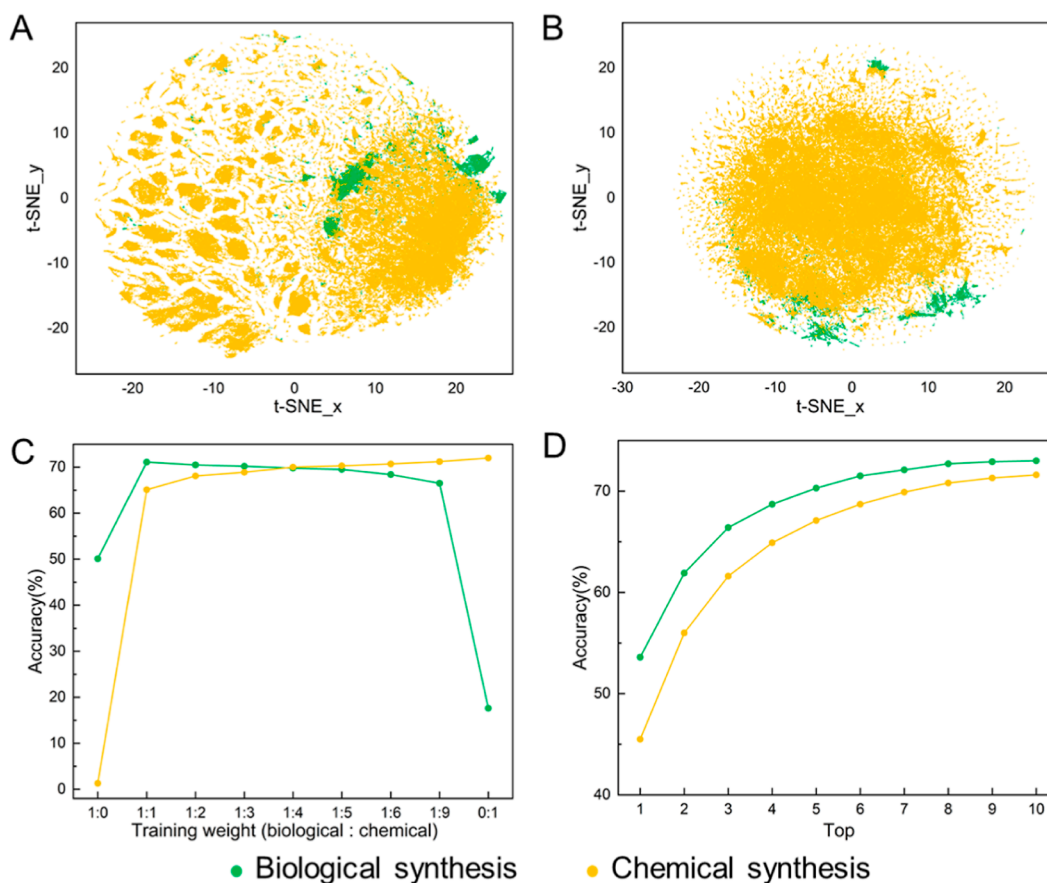 A
20
10
0
-10
-20
t-SNE_y
-20 -10 0 10 20
t-SNE_x
B
20
10
0
-10
-20
-30
t-SNE_y
-30 -20 -10 0 10 20
t-SNE_x
C
70
60
50
40
30
20
10
0
Accuracy(%)
1:0 1:1 1:2 1:3 1:4 1:5 1:6 1:9 0:1
Training weight (biological : chemical)
D
70
60
50
40
Accuracy(%)
1 2 3 4 5 6 7 8 9 10
Top
Biological synthesis Chemical synthesis